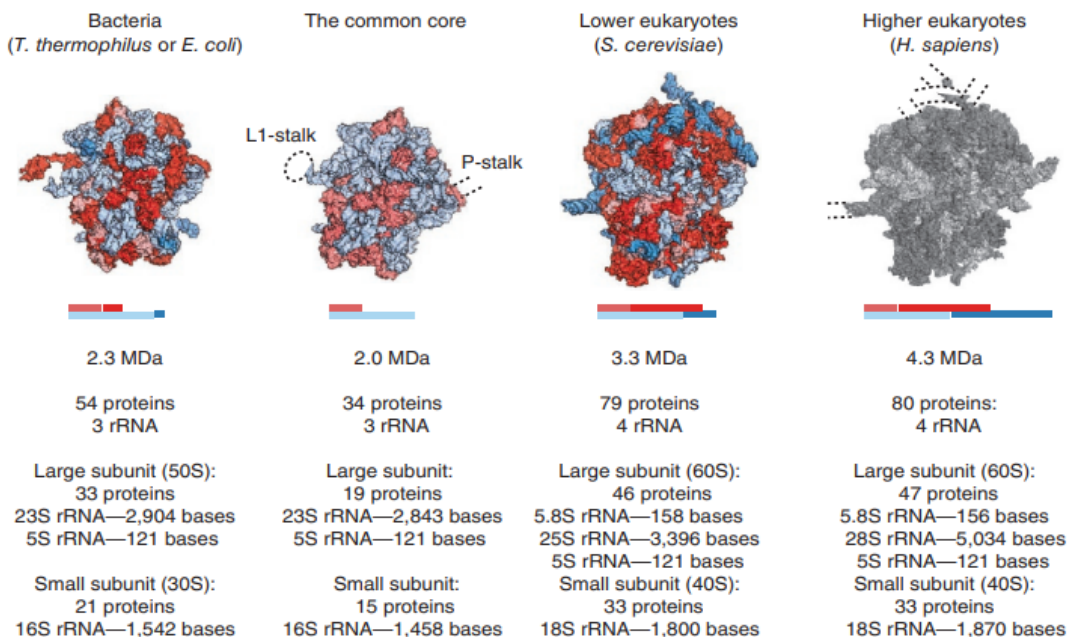 Bacteria
(T. thermophilus or E. coli)
The common core
Lower eukaryotes
(S. cerevisiae)
Higher eukaryotes
(H. sapiens)
L1-stalk
P-stalk
2.3 MDa
2.0 MDa
3.3 MDa
4.3 MDa
54 proteins
3 rRNA
34 proteins
3 rRNA
79 proteins
4 rRNA
80 proteins:
4 rRNA
Large subunit (50S):
33 proteins
23S rRNA—2,904 bases
5S rRNA—121 bases
Large subunit:
19 proteins
23S rRNA—2,843 bases
5S rRNA—121 bases
Large subunit (60S):
46 proteins
5.8S rRNA—158 bases
25S rRNA—3,396 bases
5S rRNA—121 bases
Large subunit (60S):
47 proteins
5.8S rRNA—156 bases
28S rRNA—5,034 bases
5S rRNA—121 bases
Small subunit (30S):
21 proteins
16S rRNA—1,542 bases
Small subunit:
15 proteins
16S rRNA—1,458 bases
Small subunit (40S):
33 proteins
18S rRNA—1,800 bases
Small subunit (40S):
33 proteins
18S rRNA—1,870 bases